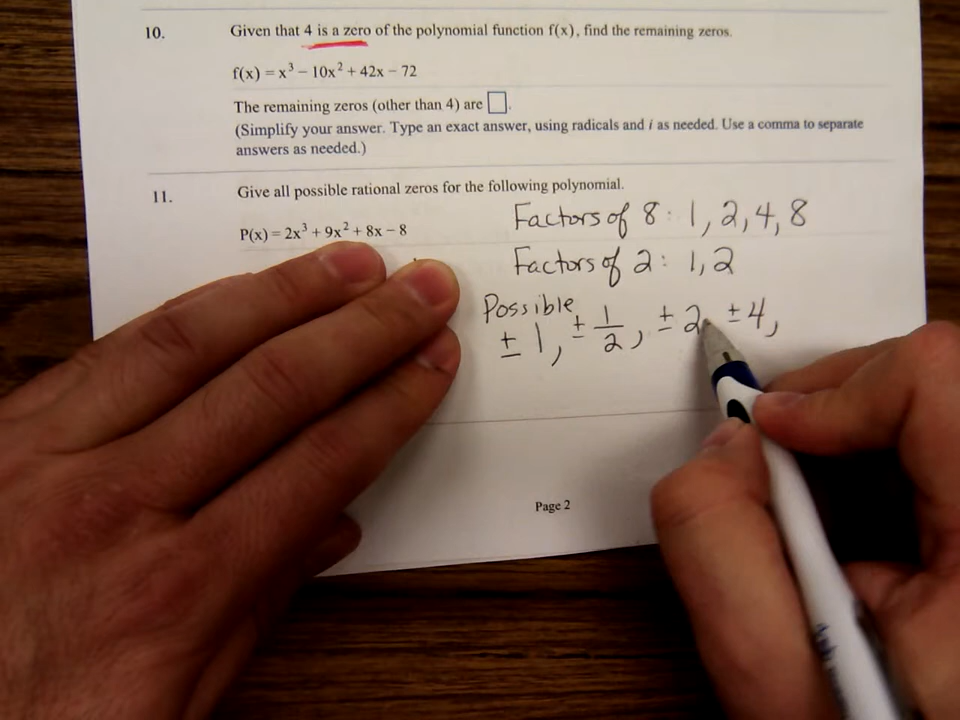 10. Given that 4 is a zero of the polynomial function f(x), find the remaining zeros.
f(x) = x³ − 10x² + 42x − 72
The remaining zeros (other than 4) are □.
(Simplify your answer. Type an exact answer, using radicals and i as needed. Use a comma to separate
answers as needed.)
11. Give all possible rational zeros for the following polynomial.
P(x) = 2x³ + 9x² + 8x − 8
Factors of 8: 1, 2, 4, 8
Factors of 2: 1, 2
Possible
± 1, ± 1/2, ± 2, ± 4,
Page 2